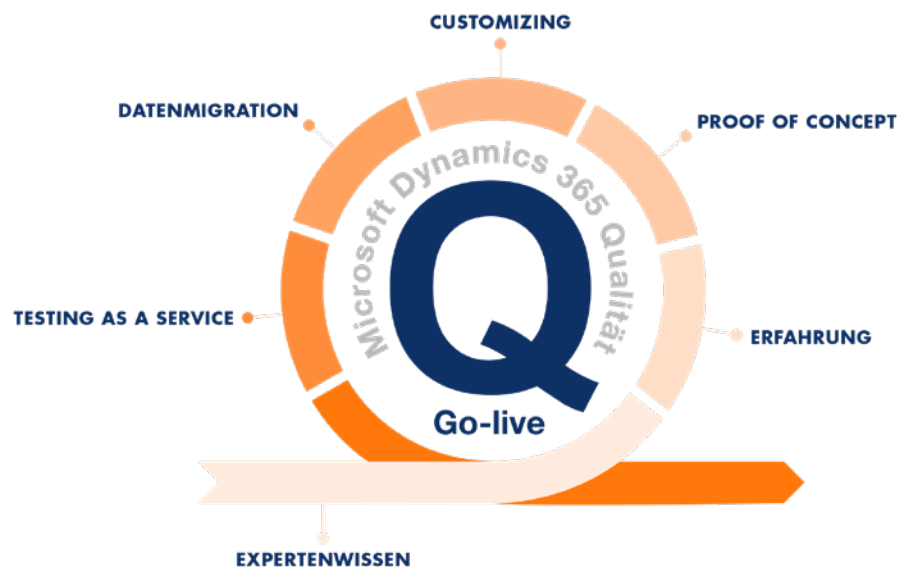 CUSTOMIZING
DATENMIGRATION
PROOF OF CONCEPT
Microsoft Dynamics 365 Qualität
Q
TESTING AS A SERVICE
ERFAHRUNG
Go-live
EXPERTENWISSEN